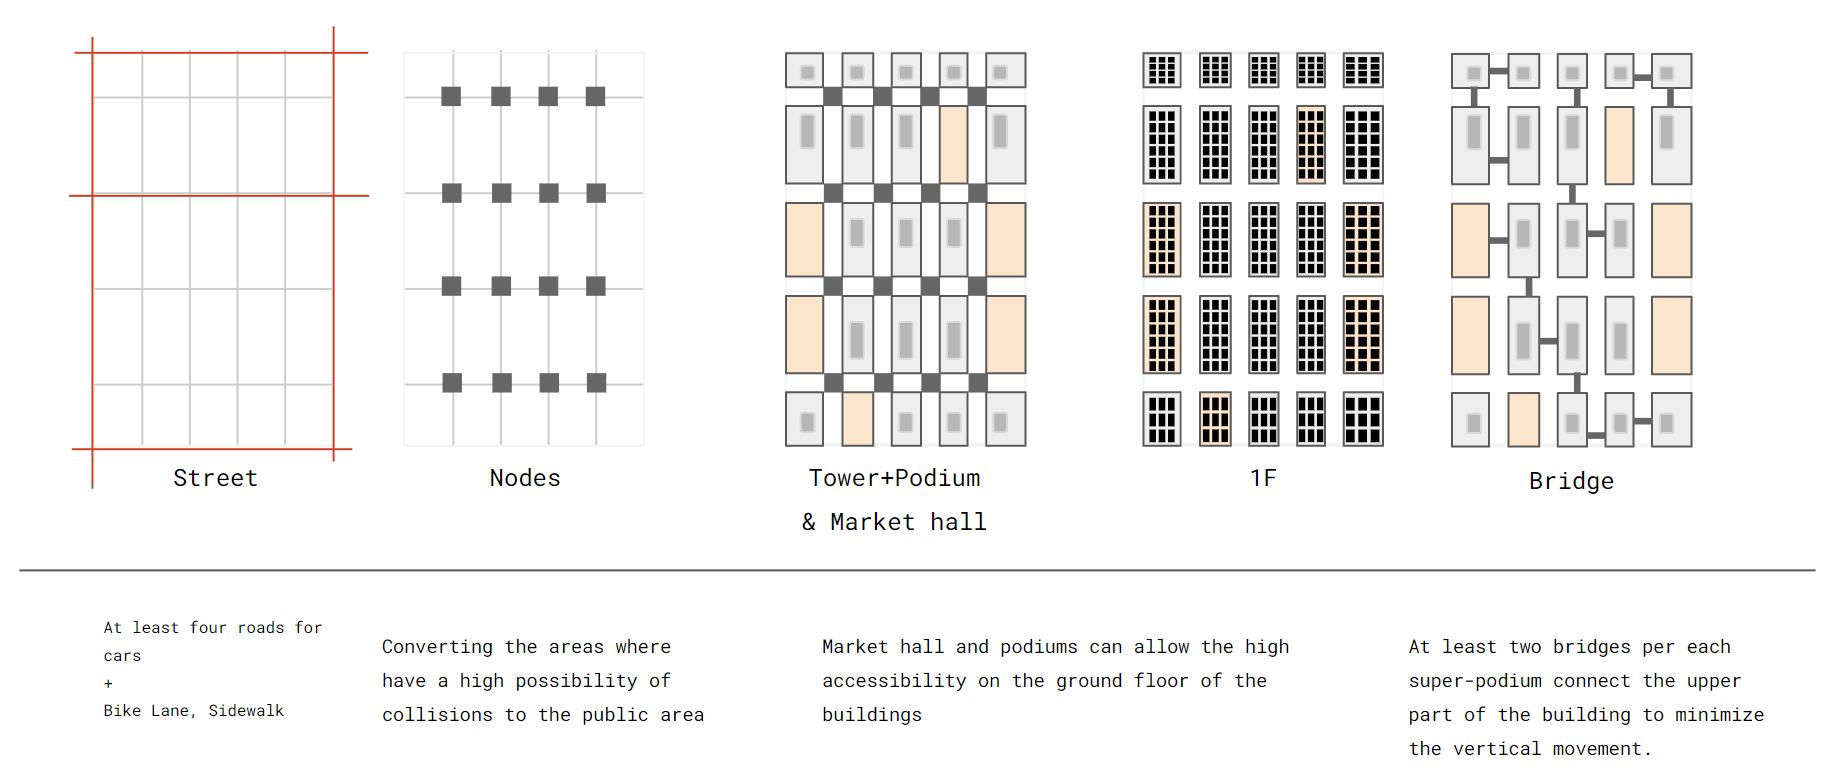 Street
Nodes
Tower+Podium
& Market hall
1F
Bridge
At least four roads for
cars
+
Bike Lane, Sidewalk
Converting the areas where
have a high possibility of
collisions to the public area
Market hall and podiums can allow the high
accessibility on the ground floor of the
buildings
At least two bridges per each
super-podium connect the upper
part of the building to minimize
the vertical movement.